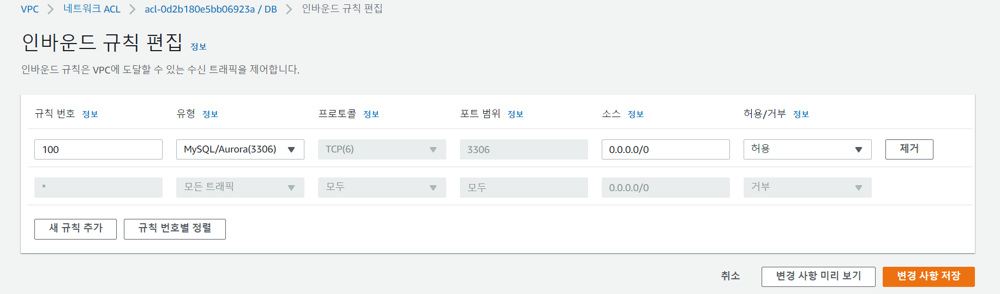 VPC > 네트워크 ACL > acl-0d2b180e5bb06923a / DB > 인바운드 규칙 편집
인바운드 규칙 편집 정보
인바운드 규칙은 VPC에 도달할 수 있는 수신 트래픽을 제어합니다.
규칙 번호 정보 유형 정보 프로토콜 정보 포트 범위 정보 소스 정보 허용/거부 정보
100 MySQL/Aurora(3306) TCP(6) 3306 0.0.0.0/0 허용 제거
* 모든 트래픽 모두 모두 0.0.0.0/0 거부
새 규칙 추가 규칙 번호별 정렬
취소 변경 사항 미리 보기 변경 사항 저장